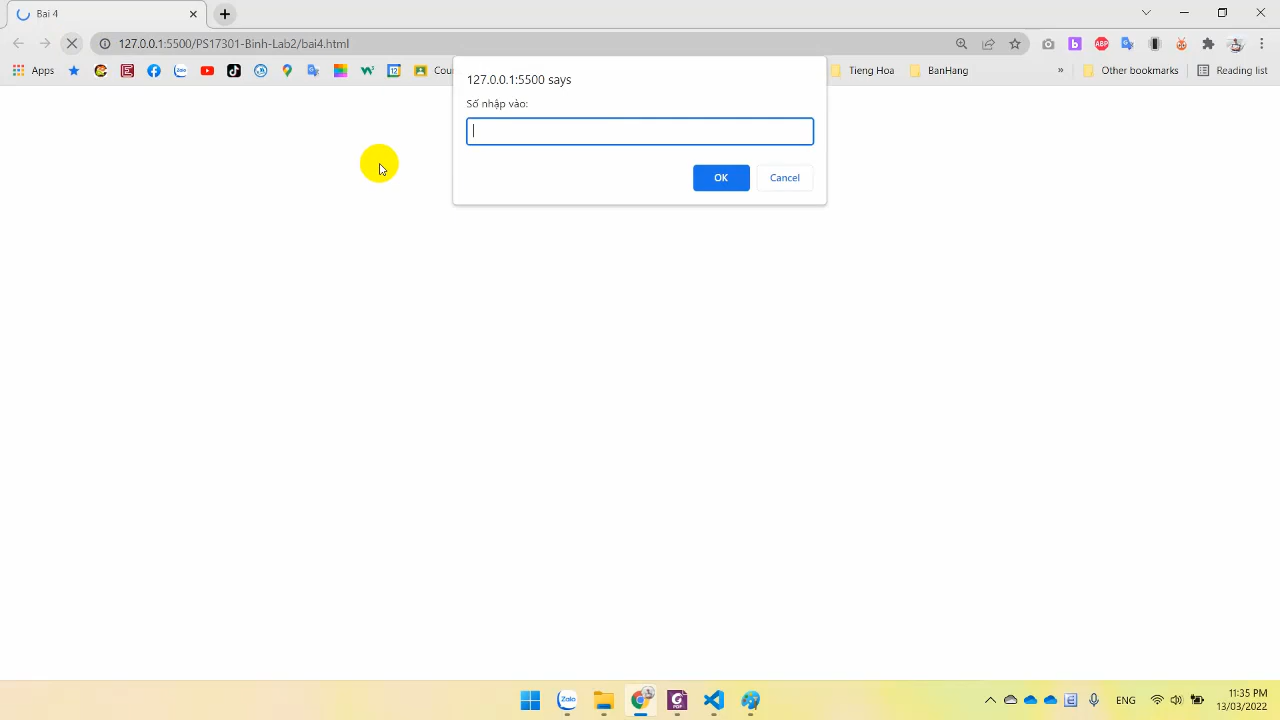 Bai 4
127.0.0.1:5500/PS17301-Binh-Lab2/bai4.html
Apps
Cour
Tieng Hoa
BanHang
»
Other bookmarks
Reading list
127.0.0.1:5500 says
Số nhập vào:
OK
Cancel
ENG
11:35 PM
13/03/2022